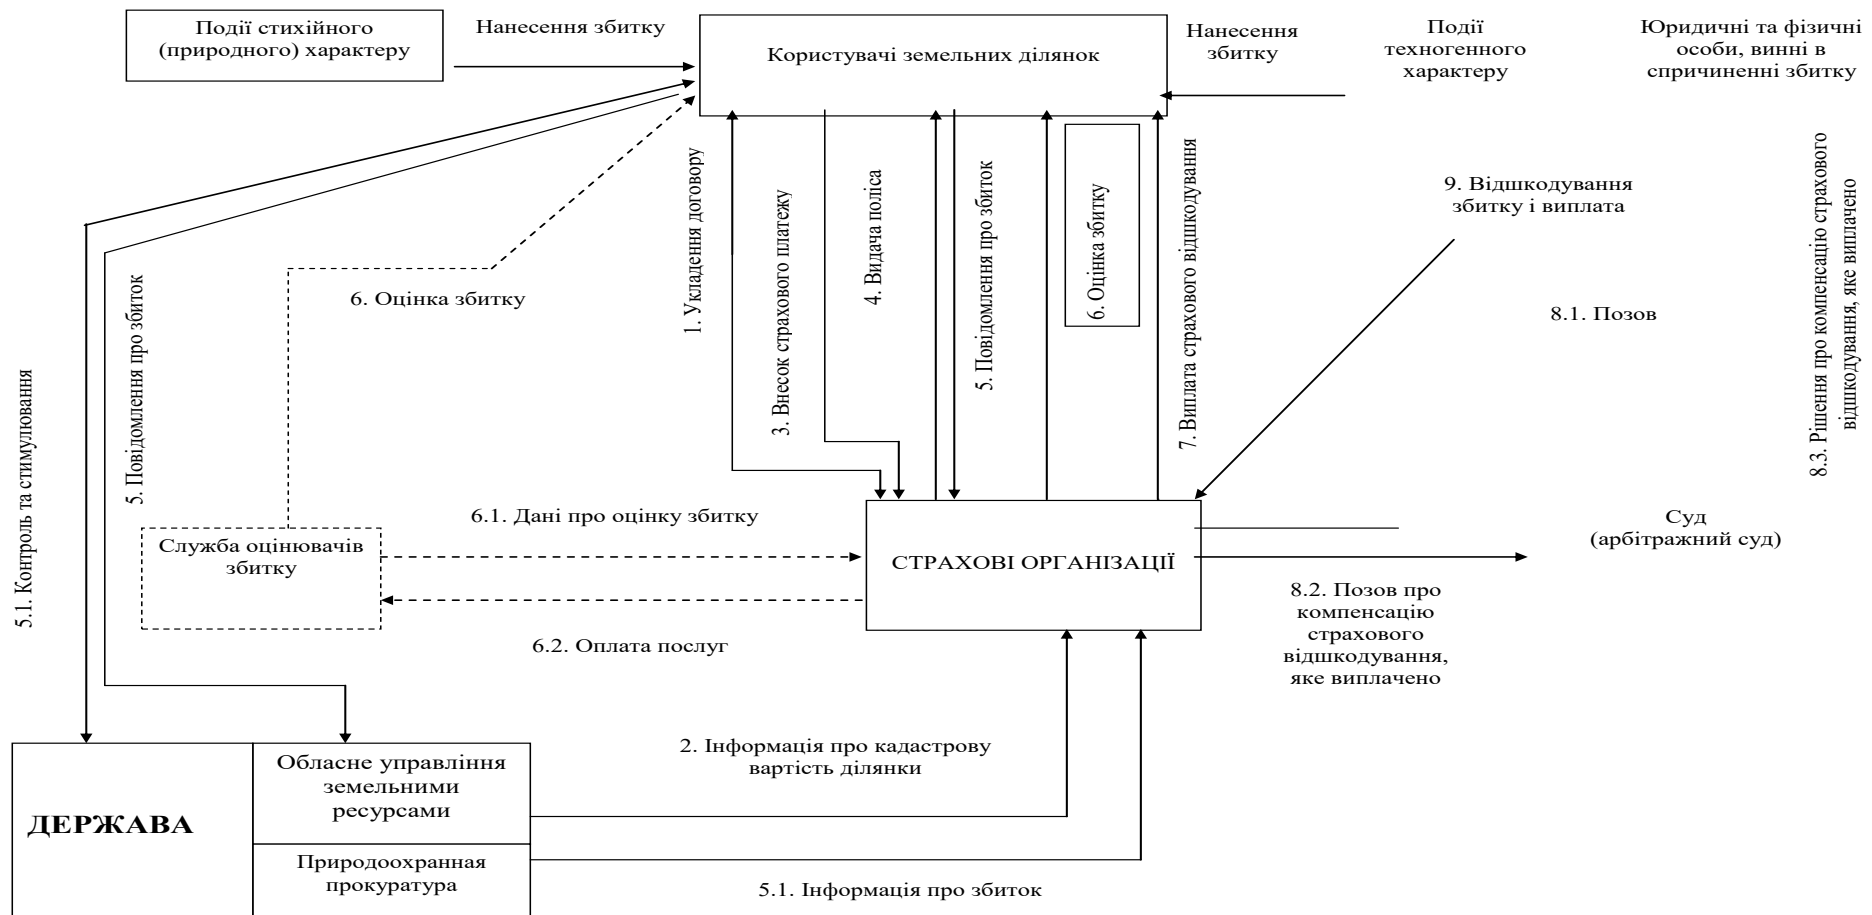 Події стихійного
(природного) характеру
Нанесення збитку
Користувачі земельних ділянок
Нанесення
збитку
Події
техногенного
характеру
Юридичні та фізичні
особи, винні в
спричиненні збитку
1. Укладення договору
3. Внесок страхового платежу
4. Видача поліса
5. Повідомлення про збиток
6. Оцінка збитку
7. Виплата страхового відшкодування
9. Відшкодування
збитку і виплата
8.1. Позов
8.3. Рішення про компенсацію страхового
відшкодування, яке виплачено
6. Оцінка збитку
5. Повідомлення про збиток
5.1. Контроль та стимулювання
Служба оцінювачів
збитку
6.1. Дані про оцінку збитку
6.2. Оплата послуг
СТРАХОВІ ОРГАНІЗАЦІЇ
Суд
(арбітражний суд)
8.2. Позов про
компенсацію
страхового
відшкодування,
яке виплачено
ДЕРЖАВА
Обласне управління
земельними
ресурсами
Природоохранная
прокуратура
2. Інформація про кадастрову
вартість ділянки
5.1. Інформація про збиток